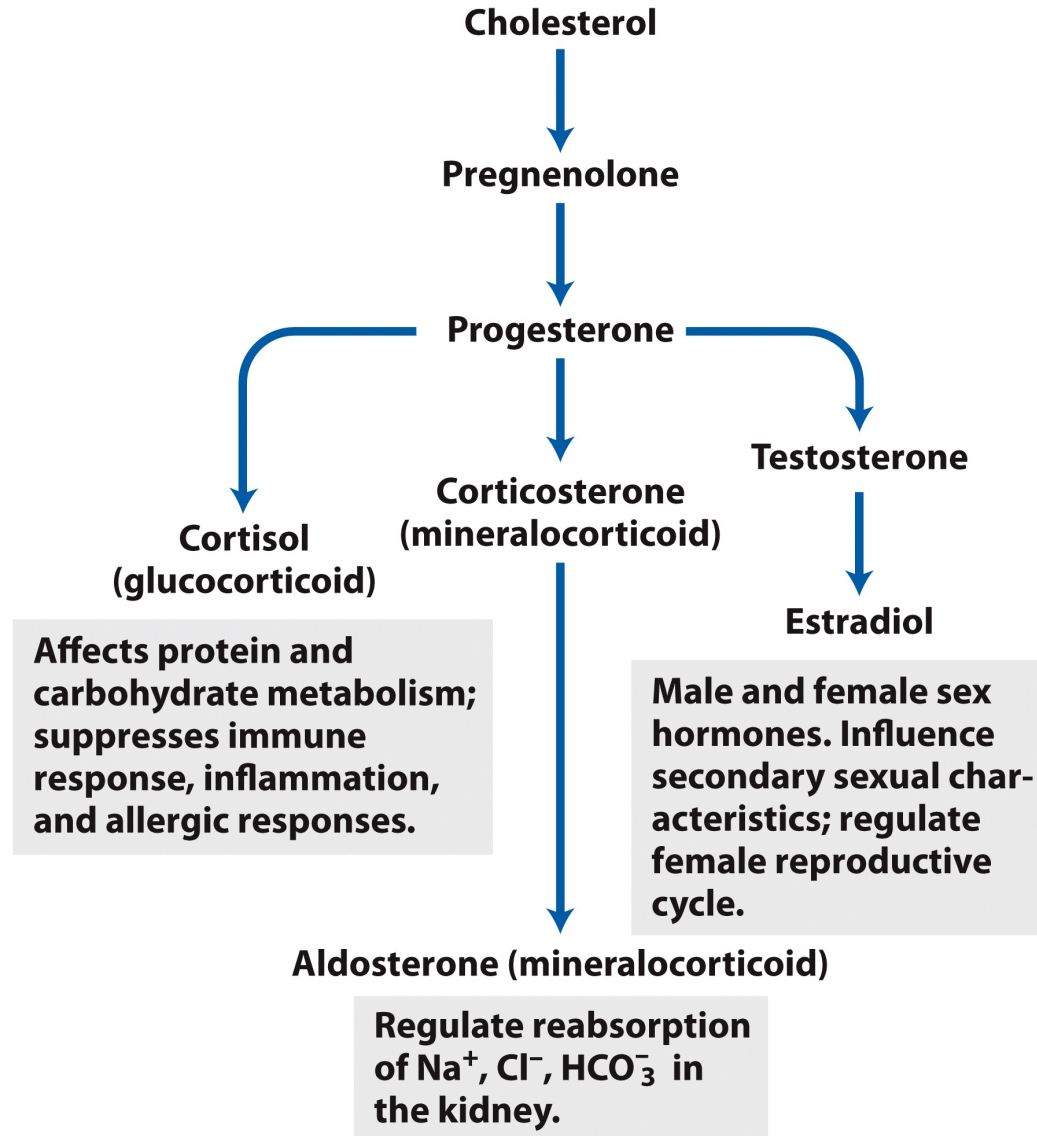 Cholesterol
Pregnenolone
Progesterone
Testosterone
Corticosterone
(mineralocorticoid)
Cortisol
(glucocorticoid)
Estradiol
Affects protein and
carbohydrate metabolism;
suppresses immune
response, inflammation,
and allergic responses.
Male and female sex
hormones. Influence
secondary sexual char-
acteristics; regulate
female reproductive
cycle.
Aldosterone (mineralocorticoid)
Regulate reabsorption
of Na⁺, Cl⁻, HCO₃⁻ in
the kidney.